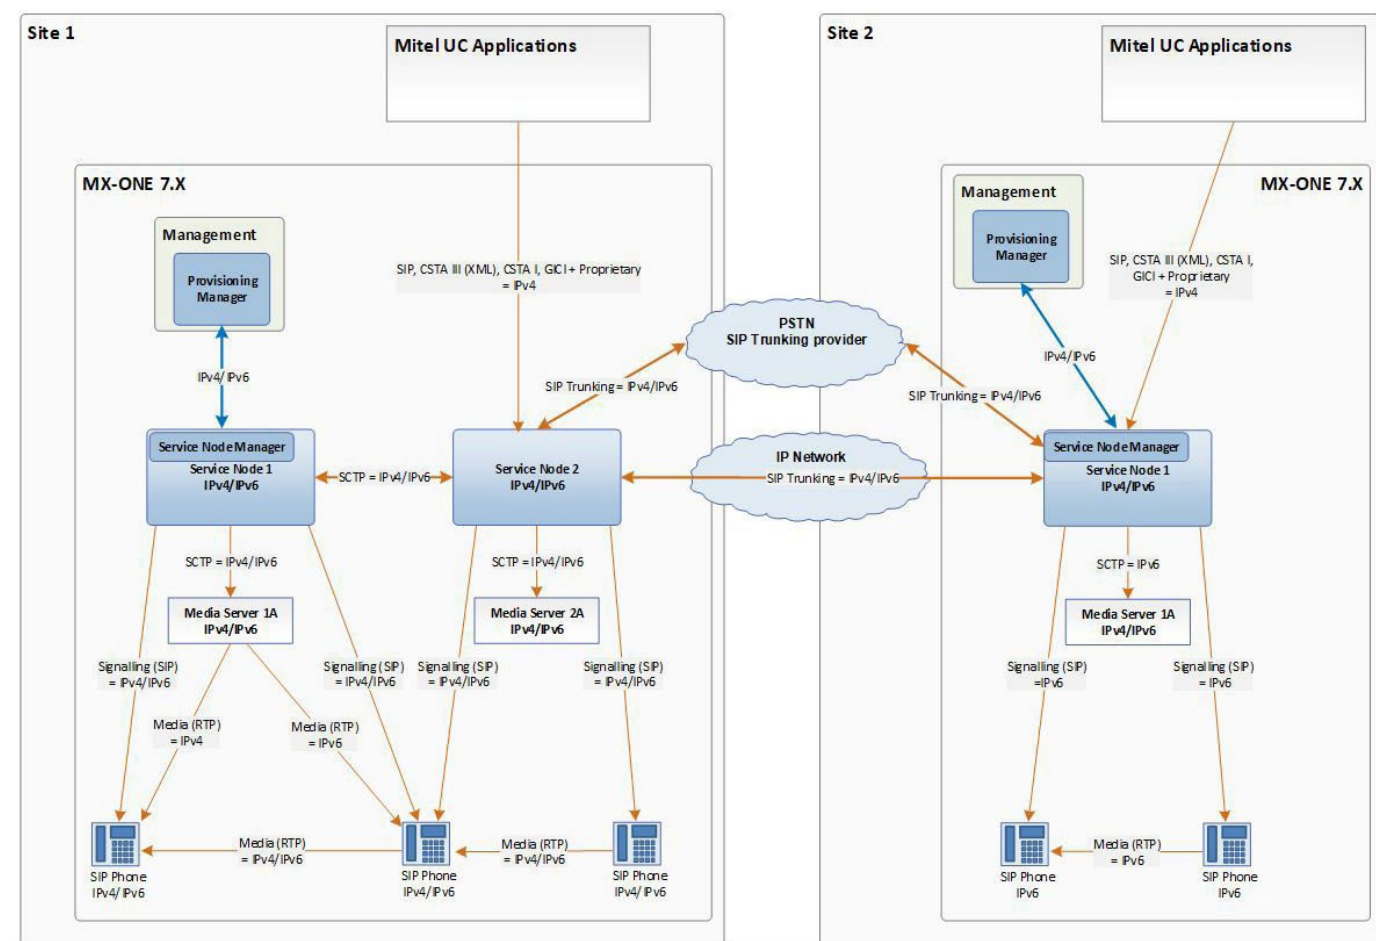 Site 1
Mitel UC Applications
MX-ONE 7.X
Management
Provisioning
Manager
SIP, CSTA III (XML), CSTA I, GICI + Proprietary
= IPv4
IPv4/IPv6
Service Node Manager
Service Node 1
IPv4/IPv6
SCTP = IPv4/IPv6
Service Node 2
IPv4/IPv6
SCTP = IPv4/IPv6
SCTP = IPv4/IPv6
Media Server 1A
IPv4/IPv6
Media Server 2A
IPv4/IPv6
Signalling (SIP)
= IPv4/IPv6
Signalling (SIP)
= IPv4/IPv6
Signalling (SIP)
= IPv4/IPv6
Signalling (SIP)
= IPv4/IPv6
Media (RTP)
= IPv4
Media (RTP)
= IPv6
Media (RTP)
= IPv4/IPv6
Media (RTP)
= IPv4/IPv6
SIP Phone
IPv4/IPv6
SIP Phone
IPv4/IPv6
SIP Phone
IPv4/IPv6
PSTN
SIP Trunking provider
SIP Trunking = IPv4/IPv6
SIP Trunking = IPv4/IPv6
IP Network
SIP Trunking = IPv4/IPv6
Site 2
Mitel UC Applications
MX-ONE 7.X
Management
Provisioning
Manager
SIP, CSTA III (XML), CSTA I,
GICI + Proprietary
= IPv4
IPv4/IPv6
Service Node Manager
Service Node 1
IPv4/IPv6
SCTP = IPv6
Media Server 1A
IPv4/IPv6
Signalling (SIP)
=IPv6
Signalling (SIP)
= IPv6
Media (RTP)
= IPv6
SIP Phone
IPv6
SIP Phone
IPv6